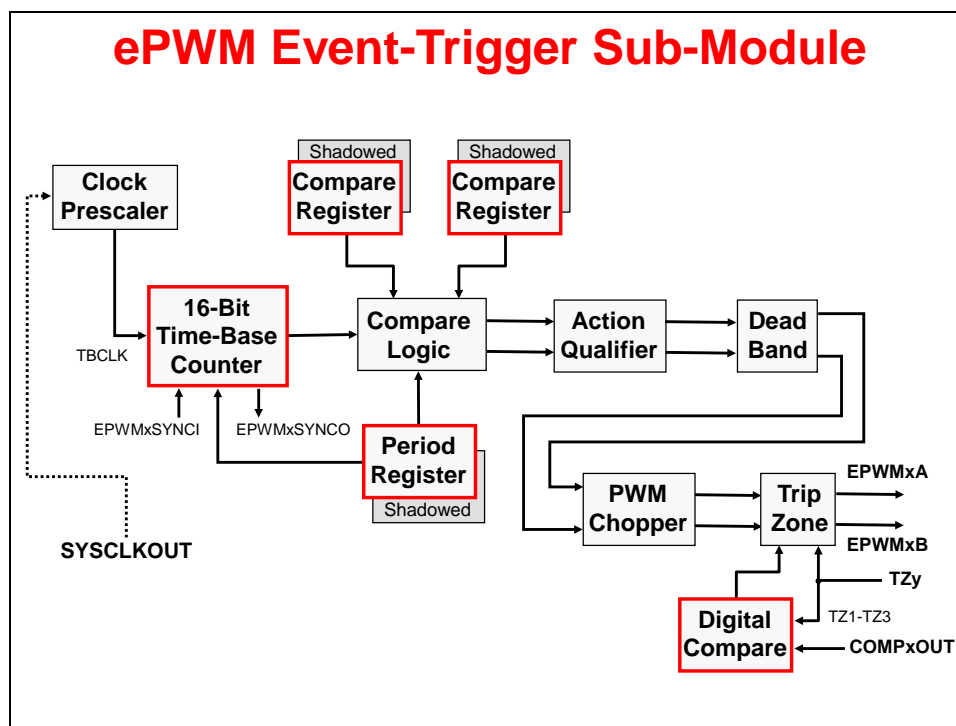 ePWM Event-Trigger Sub-Module
Shadowed
Compare
Register
Shadowed
Compare
Register
Clock
Prescaler
16-Bit
Time-Base
Counter
TBCLK
Compare
Logic
Action
Qualifier
Dead
Band
EPWMxSYNCI
EPWMxSYNCO
Period
Register
Shadowed
SYSCLKOUT
PWM
Chopper
Trip
Zone
EPWMxA
EPWMxB
TZy
TZ1-TZ3
Digital
Compare
COMPxOUT